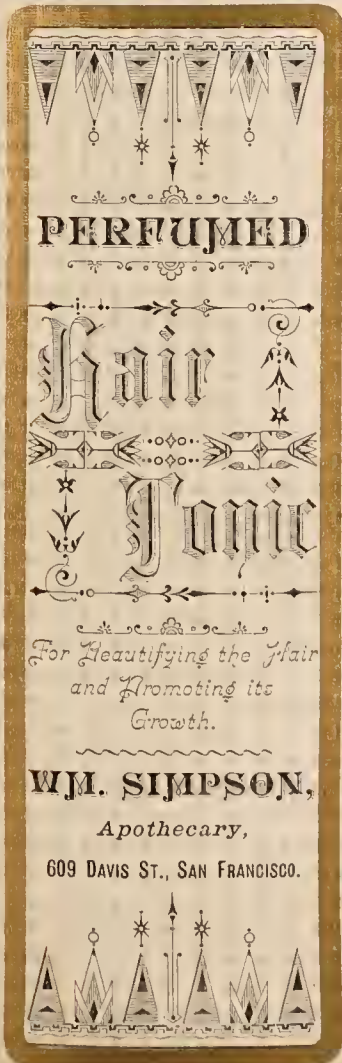 PERFUMED
Hair
Tonic
For Beautifying the Hair
and Promoting its
Growth.
WM. SIMPSON,
Apothecary,
609 DAVIS ST., SAN FRANCISCO.